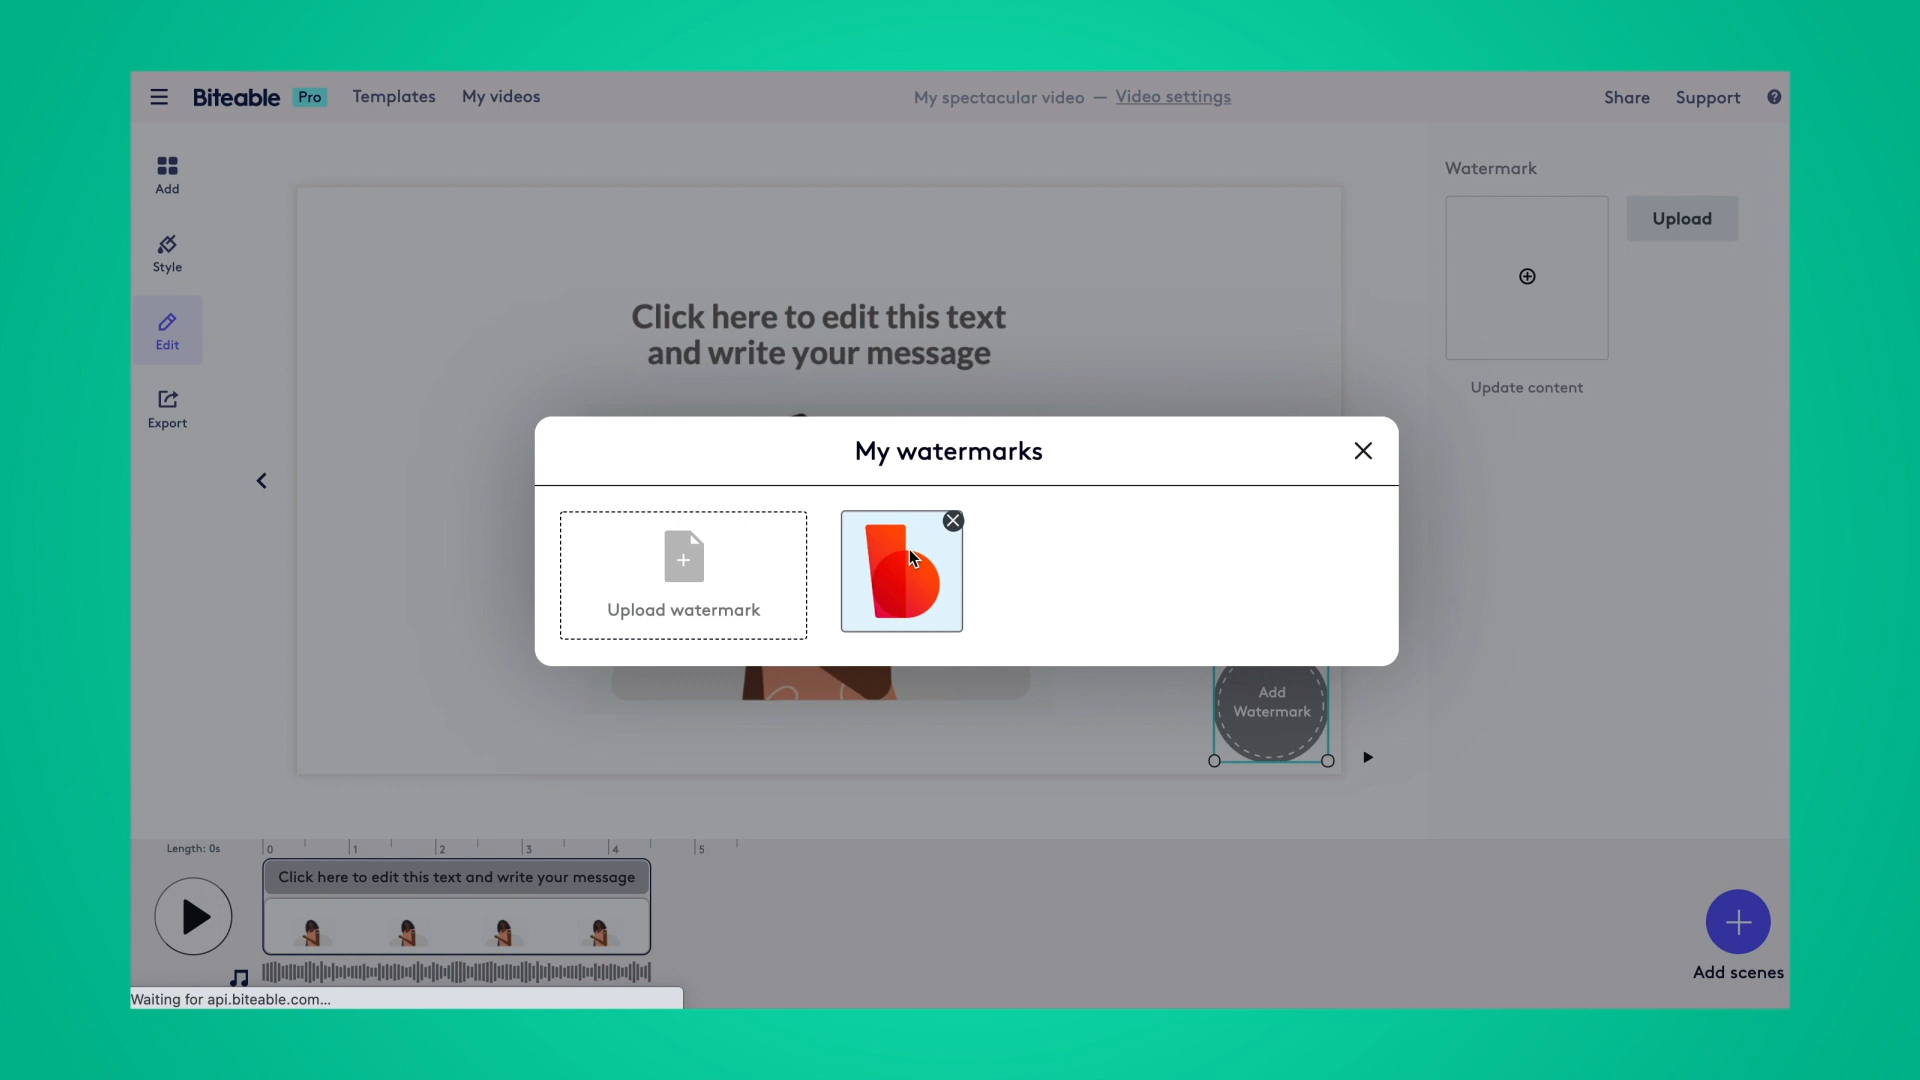 Biteable Pro Templates My videos
My spectacular video — Video settings
Share Support ?
Add
Style
Edit
Export
Watermark
Upload
Update content
Click here to edit this text
and write your message
My watermarks
Upload watermark
b
Add
Watermark
Length: 0s
0 1 2 3 4 5
Click here to edit this text and write your message
Add scenes
Waiting for api.biteable.com...